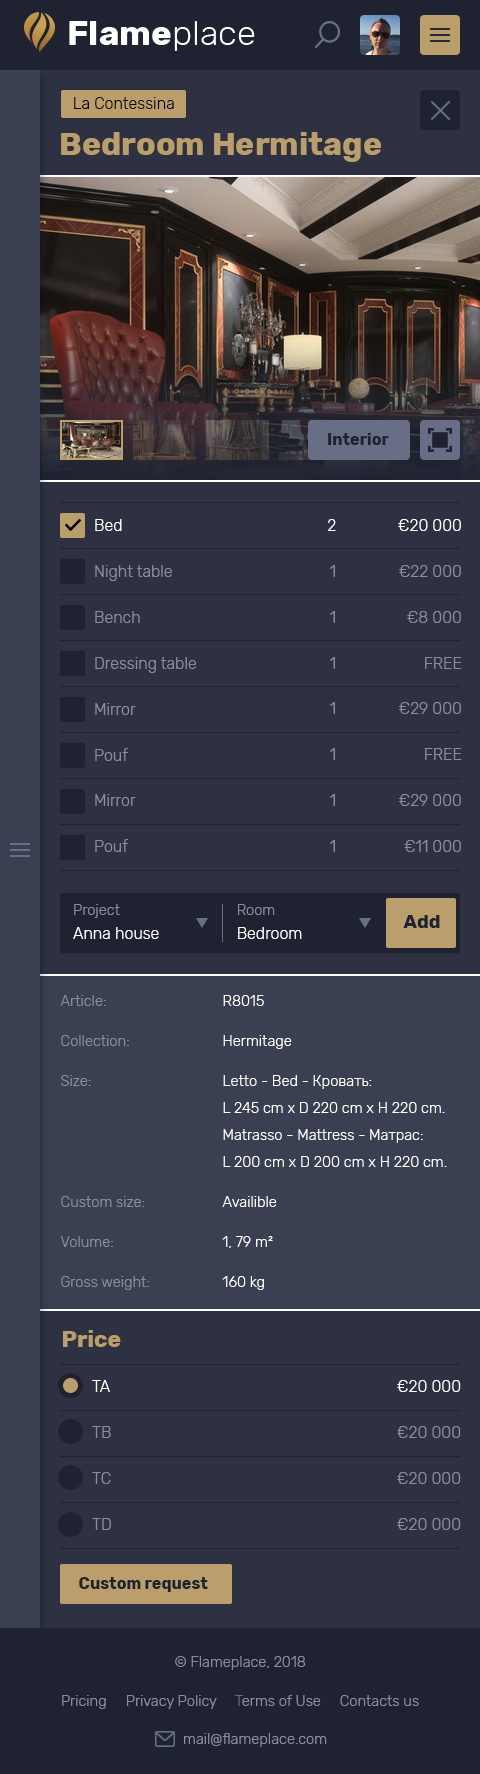 Flameplace
La Contessina
Bedroom Hermitage
Interior
Bed 2 €20 000
Night table 1 €22 000
Bench 1 €8 000
Dressing table 1 FREE
Mirror 1 €29 000
Pouf 1 FREE
Mirror 1 €29 000
Pouf 1 €11 000
Project Room
Anna house Bedroom
Add
Article: R8015
Collection: Hermitage
Size: Letto - Bed - Кровать:
L 245 cm x D 220 cm x H 220 cm.
Matrasso - Mattress - Матрас:
L 200 cm x D 200 cm x H 220 cm.
Custom size: Availible
Volume: 1, 79 m²
Gross weight: 160 kg
Price
TA €20 000
TB €20 000
TC €20 000
TD €20 000
Custom request
© Flameplace, 2018
Pricing Privacy Policy Terms of Use Contacts us
mail@flameplace.com